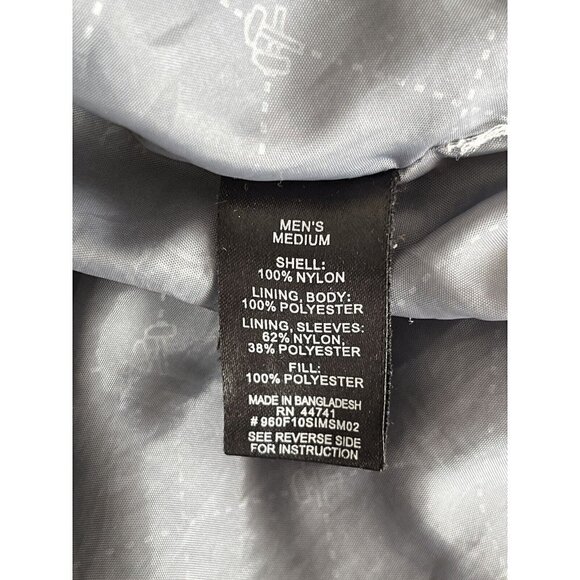 MEN'S
MEDIUM
SHELL:
100% NYLON
LINING, BODY:
100% POLYESTER
LINING, SLEEVES:
62% NYLON,
38% POLYESTER
FILL:
100% POLYESTER
MADE IN BANGLADESH
RN 44741
# 960F10SIMSM02
SEE REVERSE SIDE
FOR INSTRUCTION